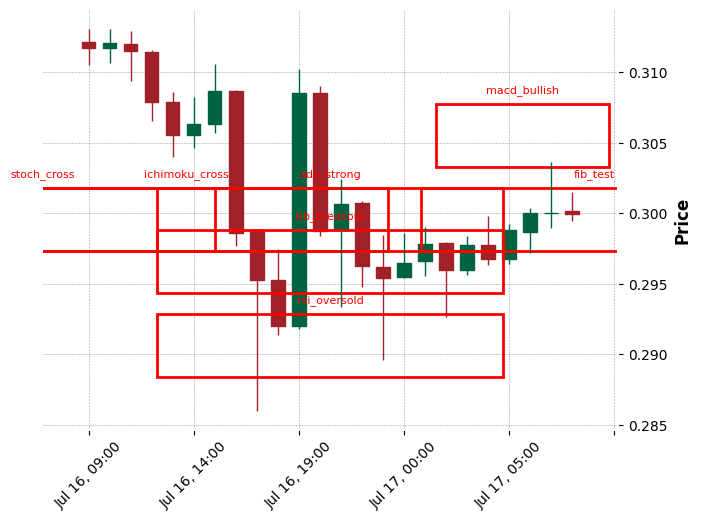 macd_bullish
stoch_cross
ichimoku_cross
adx_strong
fib_test
rsi_oversold
0.310
0.305
0.300
0.295
0.290
0.285
Price
Jul 16, 09:00
Jul 16, 14:00
Jul 16, 19:00
Jul 17, 00:00
Jul 17, 05:00